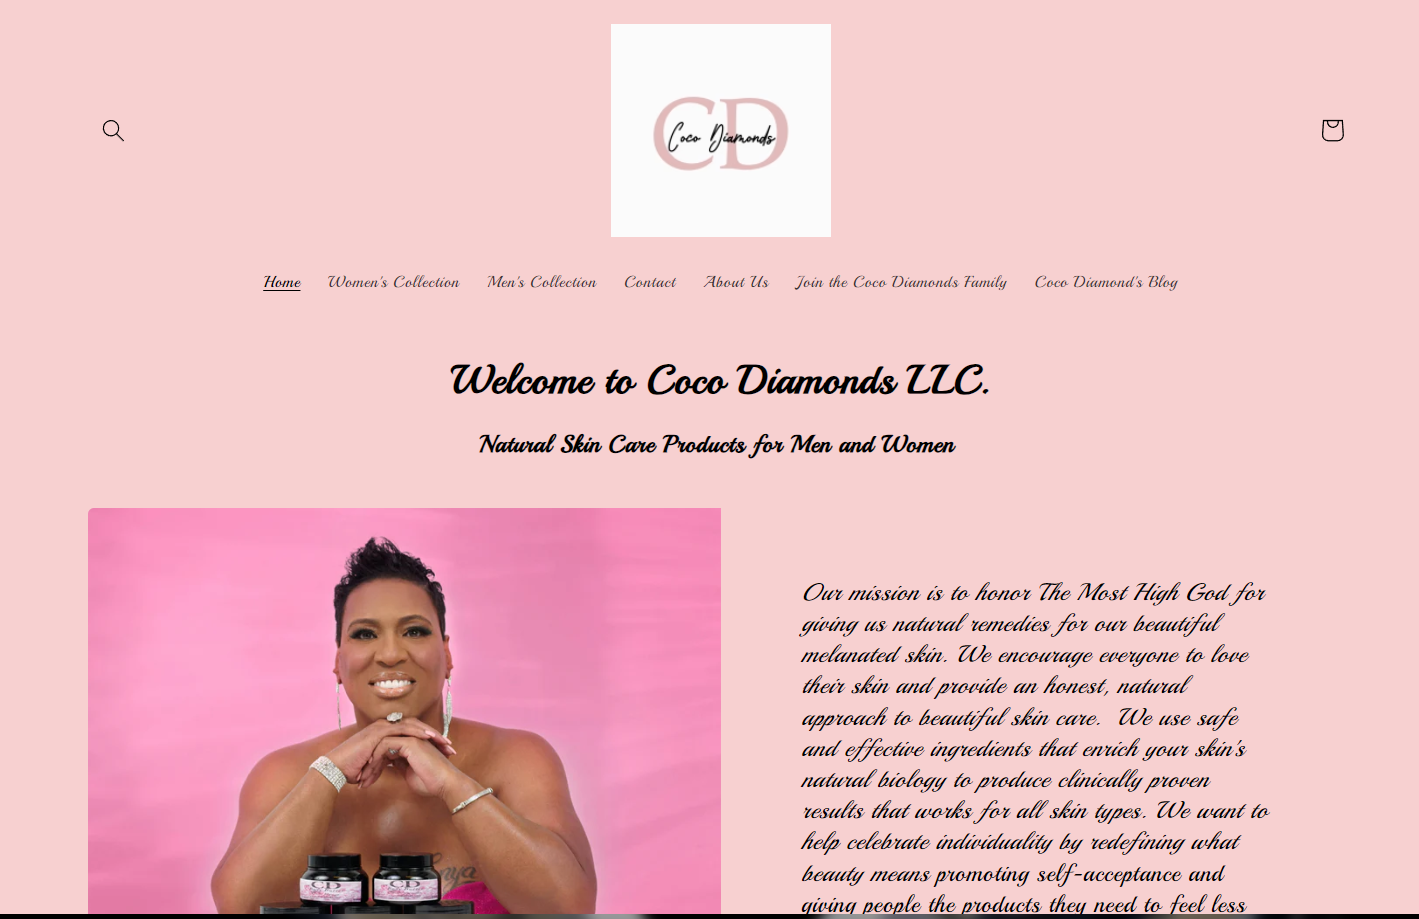 CD
Coco Diamonds
Home
Women's Collection
Men's Collection
Contact
About Us
Join the Coco Diamonds Family
Coco Diamond's Blog
Welcome to Coco Diamonds LLC.
Natural Skin Care Products for Men and Women
Our mission is to honor The Most High God for
giving us natural remedies for our beautiful
melanated skin. We encourage everyone to love
their skin and provide an honest, natural
approach to beautiful skin care.  We use safe
and effective ingredients that enrich your skin's
natural biology to produce clinically proven
results that works for all skin types. We want to
help celebrate individuality by redefining what
beauty means promoting self-acceptance and
giving people the products they need to feel less
CD
CD